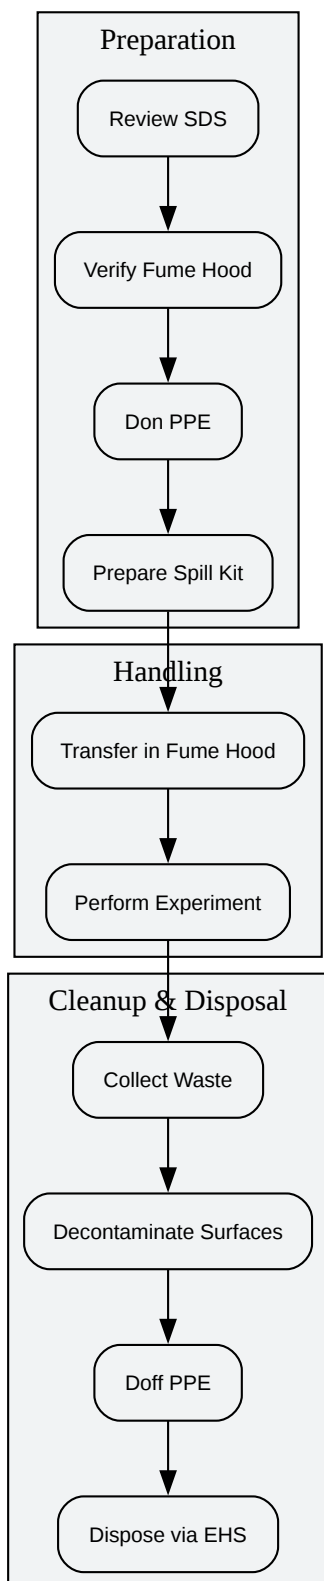 Preparation
Review SDS
Verify Fume Hood
Don PPE
Prepare Spill Kit
Handling
Transfer in Fume Hood
Perform Experiment
Cleanup & Disposal
Collect Waste
Decontaminate Surfaces
Doff PPE
Dispose via EHS